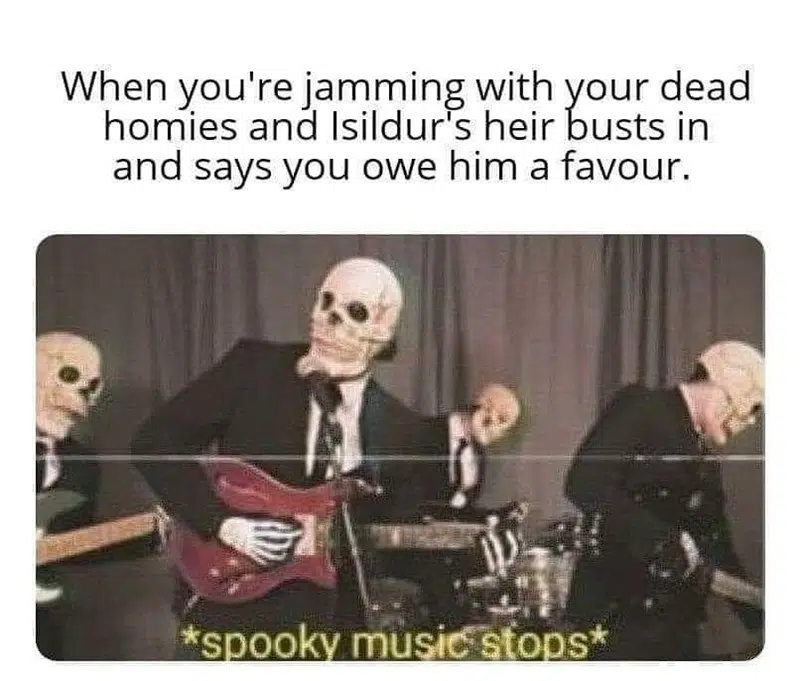 When you're jamming with your dead
homies and Isildur's heir busts in
and says you owe him a favour.
*spooky music stops*